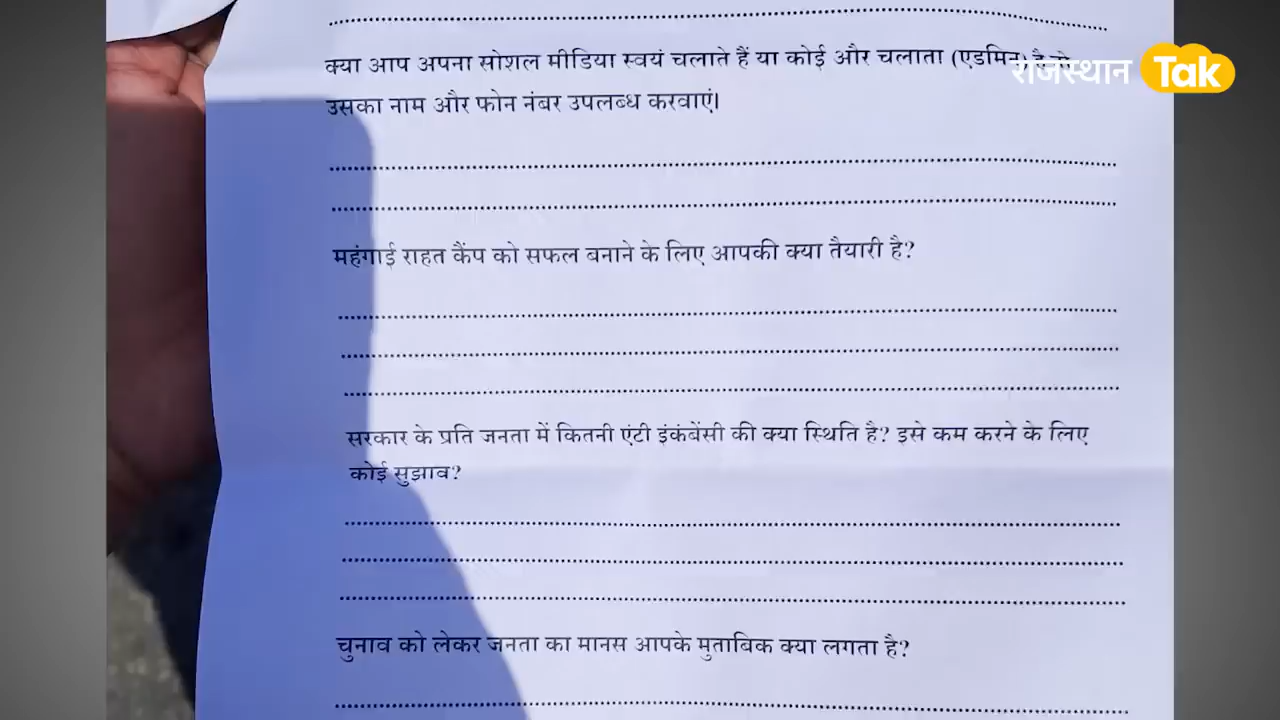 क्या आप अपना सोशल मीडिया स्वयं चलाते हैं या कोई और चलाता (एडमिन
राजस्थान Tak
उसका नाम और फोन नंबर उपलब्ध करवाएं।
महंगाई राहत कैंप को सफल बनाने के लिए आपकी क्या तैयारी है?
सरकार के प्रति जनता में कितनी एंटी इंकंबेंसी की क्या स्थिति है? इसे कम करने के लिए
कोई सुझाव?
चुनाव को लेकर जनता का मानस आपके मुताबिक क्या लगता है?